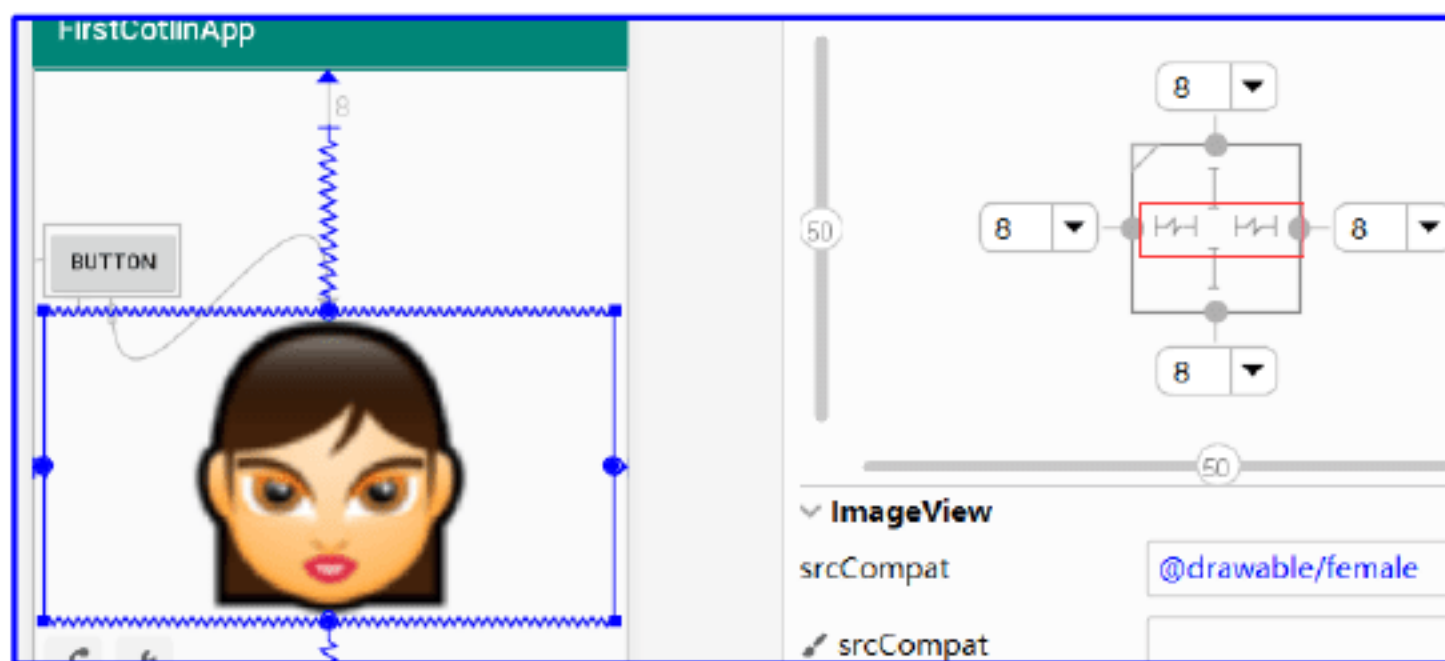 FirstCotlinApp
8
8
BUTTON
50
8
8
8
50
ImageView
srcCompat
@drawable/female
srcCompat